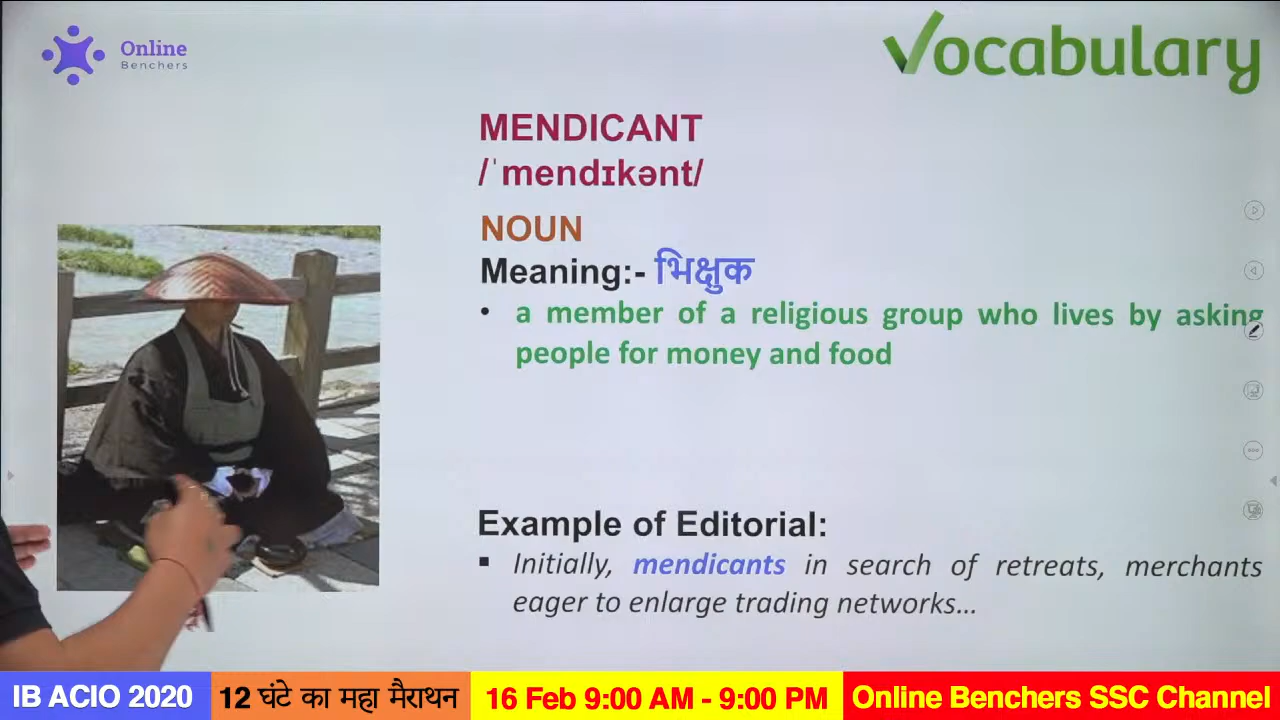 Online
Benchers
Vocabulary
MENDICANT
/ˈmendɪkənt/
NOUN
Meaning:- भिक्षुक
• a member of a religious group who lives by asking
people for money and food
Example of Editorial:
▪ Initially, mendicants in search of retreats, merchants
eager to enlarge trading networks…
IB ACIO 2020
12 घंटे का महा मैराथन
16 Feb 9:00 AM - 9:00 PM
Online Benchers SSC Channel